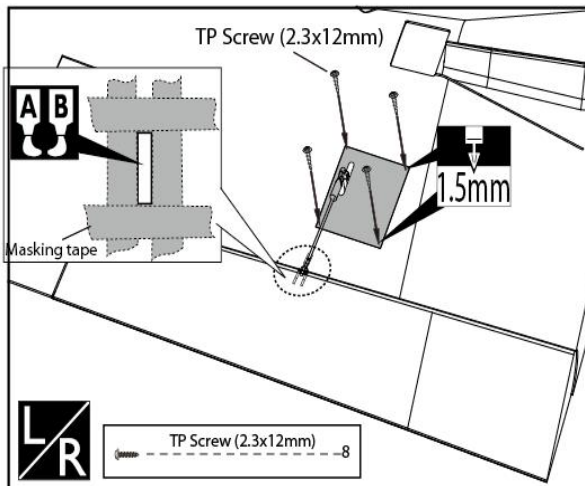 TP Screw (2.3x12mm)
A B
1.5mm
Masking tape
L/R
TP Screw (2.3x12mm)
8